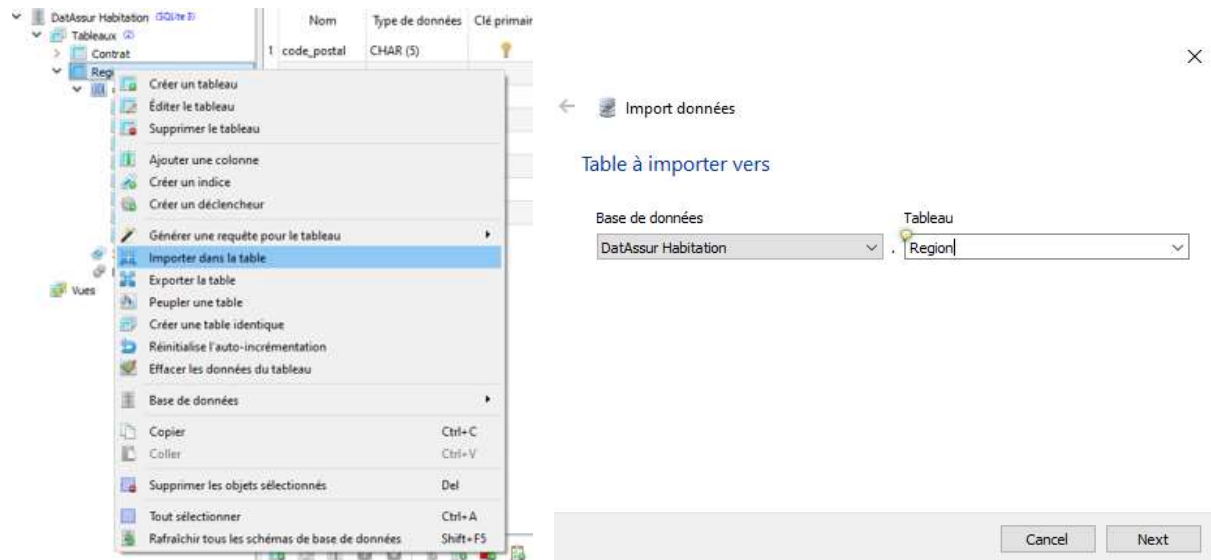 DatAssur Habitation (SQLite 3)
Tableaux (2)
Contrat
Regi
Vues
Nom Type de données Clé primair
1 code_postal CHAR (5)
Créer un tableau
Éditer le tableau
Supprimer le tableau
Ajouter une colonne
Créer un indice
Créer un déclencheur
Générer une requête pour le tableau
Importer dans la table
Exporter la table
Peupler une table
Créer une table identique
Réinitialise l'auto-incrémentation
Effacer les données du tableau
Base de données
Copier Ctrl+C
Coller Ctrl+V
Supprimer les objets sélectionnés Del
Tout sélectionner Ctrl+A
Rafraîchir tous les schémas de base de données Shift+F5
Import données
Table à importer vers
Base de données Tableau
DatAssur Habitation . Region
Cancel Next